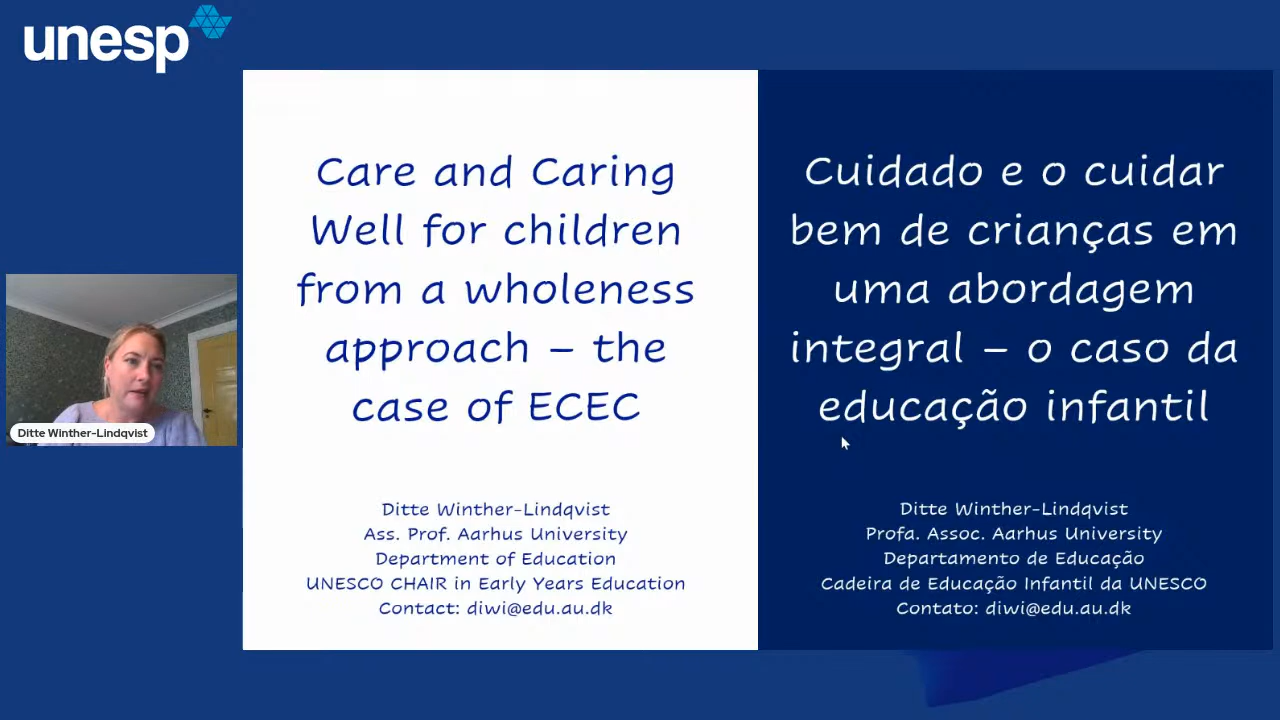 unesp
Care and Caring
Well for children
from a wholeness
approach – the
case of ECEC
Ditte Winther-Lindqvist
Ass. Prof. Aarhus University
Department of Education
UNESCO CHAIR in Early Years Education
Contact: diwi@edu.au.dk
Cuidado e o cuidar
bem de crianças em
uma abordagem
integral – o caso da
educação infantil
Ditte Winther-Lindqvist
Profa. Assoc. Aarhus University
Departamento de Educação
Cadeira de Educação Infantil da UNESCO
Contato: diwi@edu.au.dk
Ditte Winther-Lindqvist